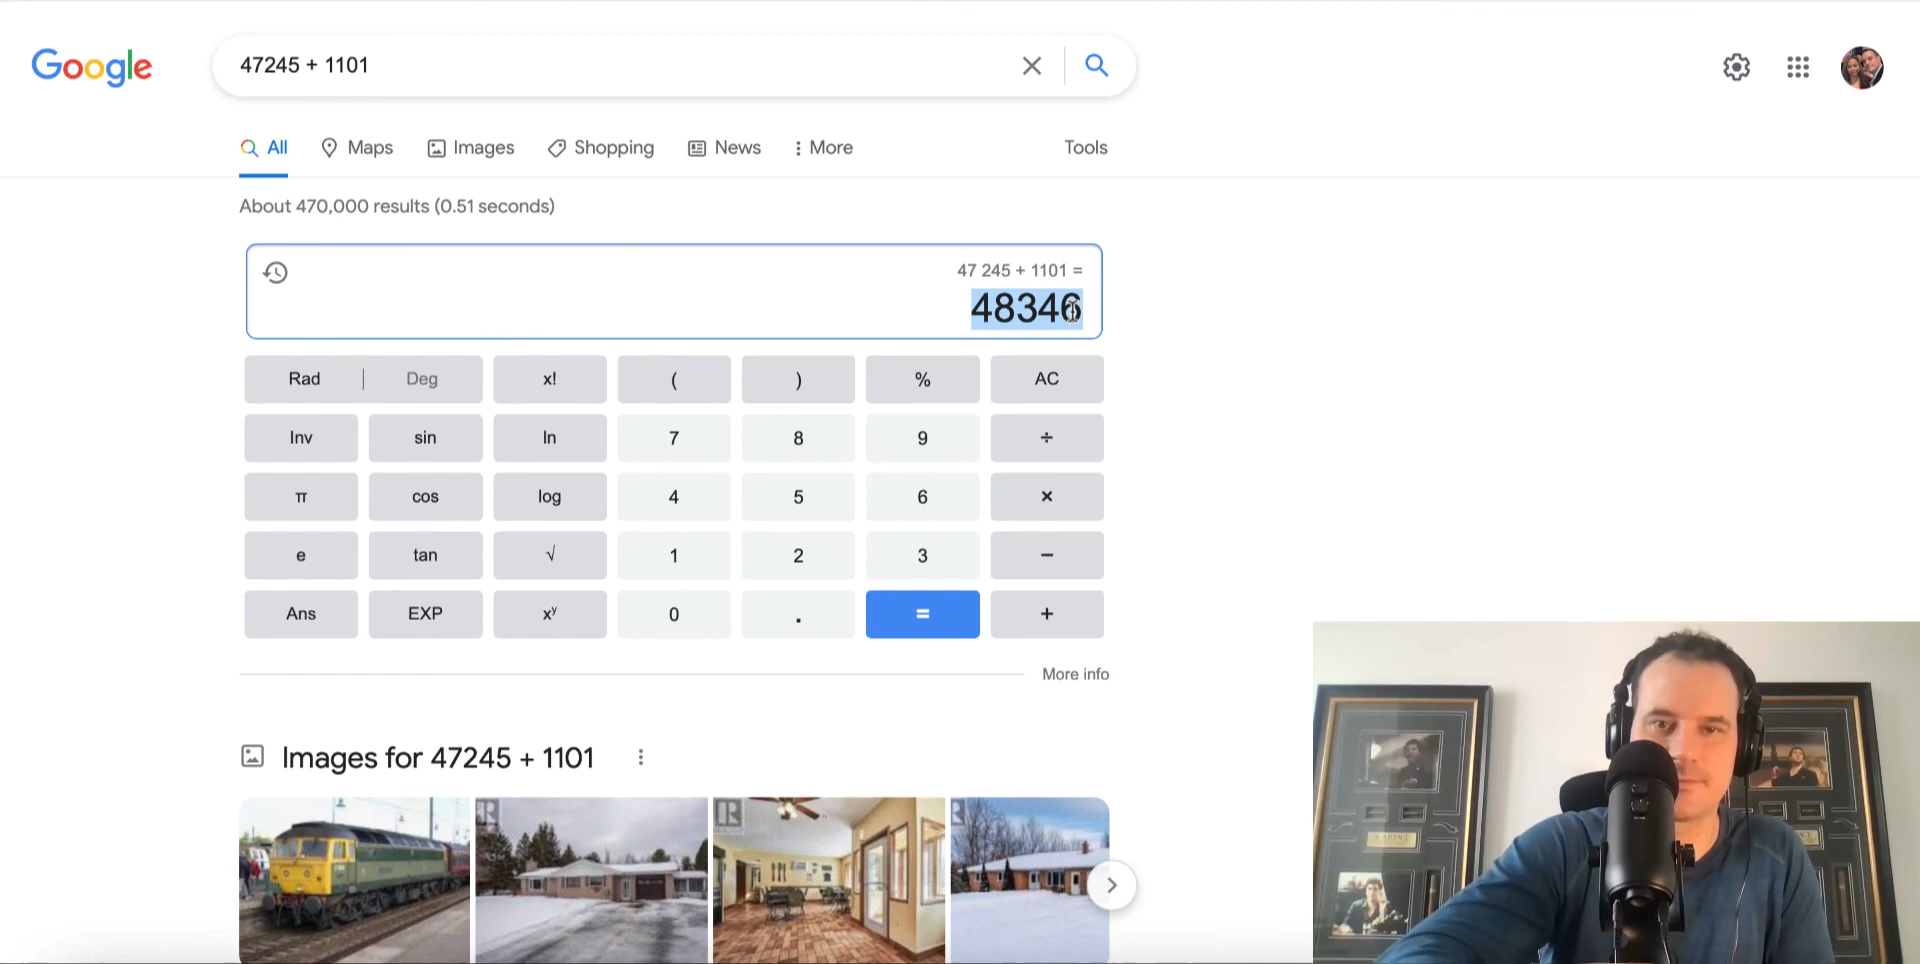 Google
47245 + 1101
All
Maps
Images
Shopping
News
More
Tools
About 470,000 results (0.51 seconds)
47 245 + 1101 =
48346
Rad
Deg
x!
(
)
%
AC
Inv
sin
ln
7
8
9
÷
π
cos
log
4
5
6
×
e
tan
√
1
2
3
−
Ans
EXP
xʸ
0
.
=
+
More info
Images for 47245 + 1101
R
R